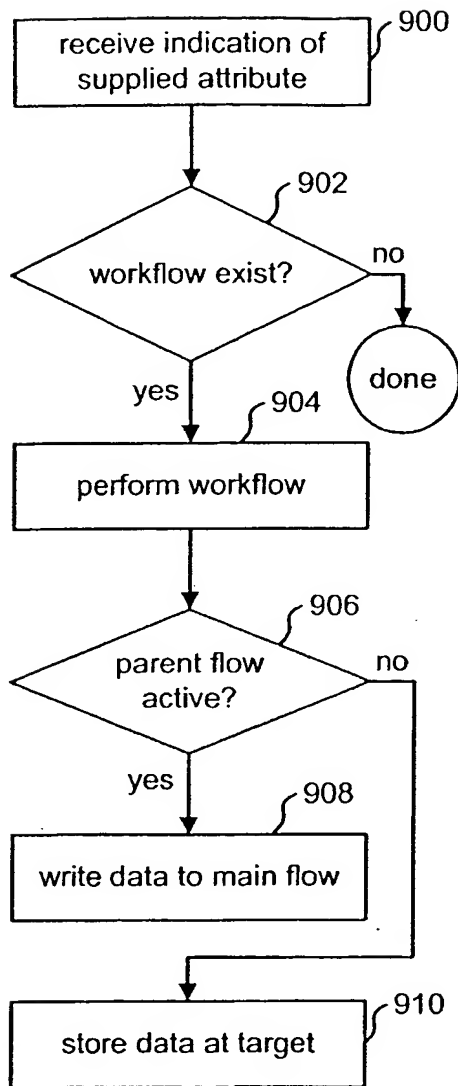 900
receive indication of
supplied attribute
902
workflow exist?
no
done
yes
904
perform workflow
906
parent flow
active?
no
yes
908
write data to main flow
910
store data at target